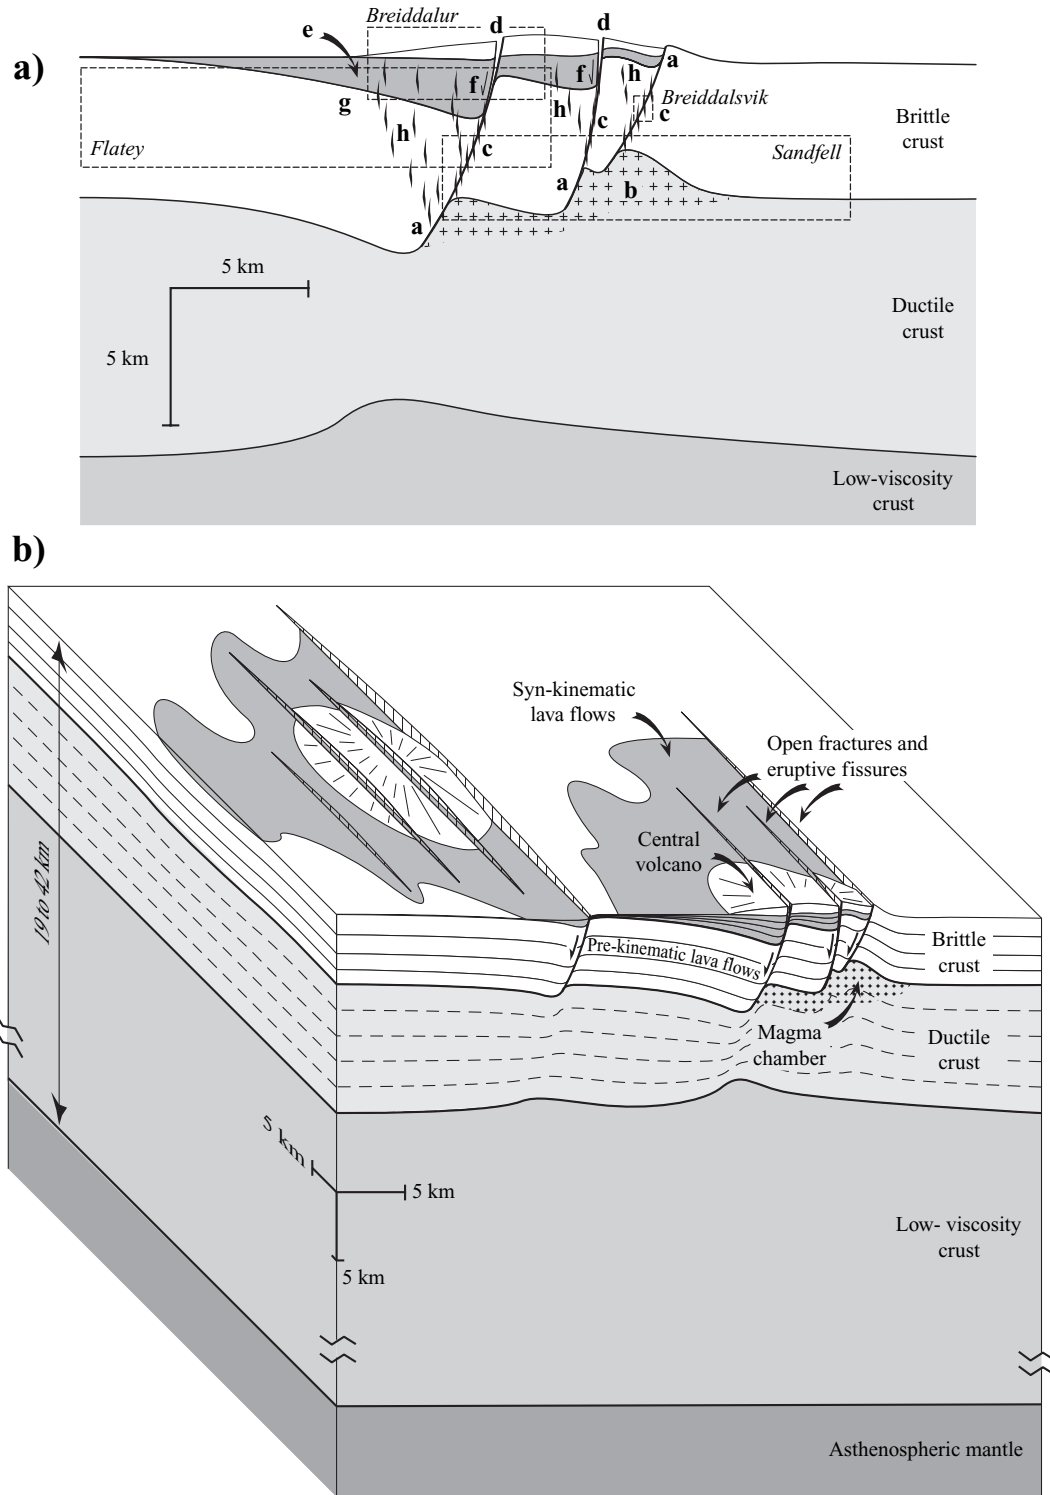 a)
Breiddalur
d
d
e
a
f
f
h
g
Breiddalsvik
h
h
c
c
Brittle
crust
Flatey
c
Sandfell
a
b
a
5 km
5 km
Ductile
crust
Low-viscosity
crust
b)
Syn-kinematic
lava flows
Open fractures and
eruptive fissures
Central
volcano
19 to 42 km
Pre-kinematic lava flows
Brittle
crust
Magma
chamber
Ductile
crust
5 km
5 km
5 km
Low- viscosity
crust
Asthenospheric mantle